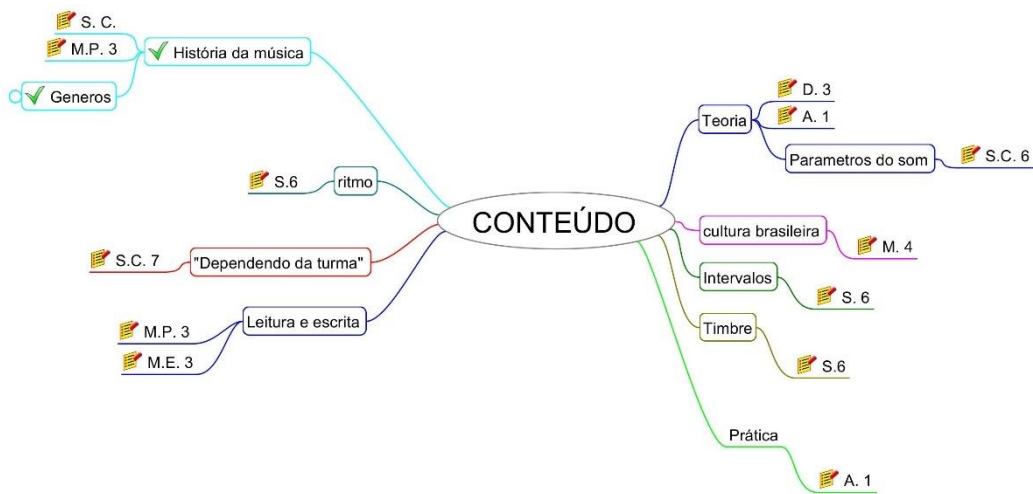 S. C.
M.P. 3
História da música
Generos
S.6
ritmo
S.C. 7
"Dependendo da turma"
M.P. 3
M.E. 3
Leitura e escrita
CONTEÚDO
Teoria
D. 3
A. 1
Parametros do som
S.C. 6
cultura brasileira
M. 4
Intervalos
S. 6
Timbre
S.6
Prática
A. 1